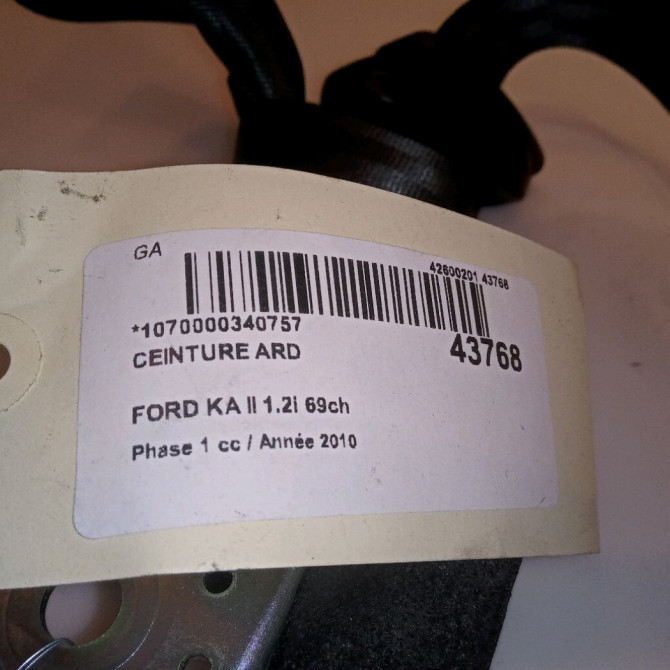 GA
42600201 43768
*1070000340757
43768
CEINTURE ARD
FORD KA II 1.2i 69ch
Phase 1 cc / Année 2010